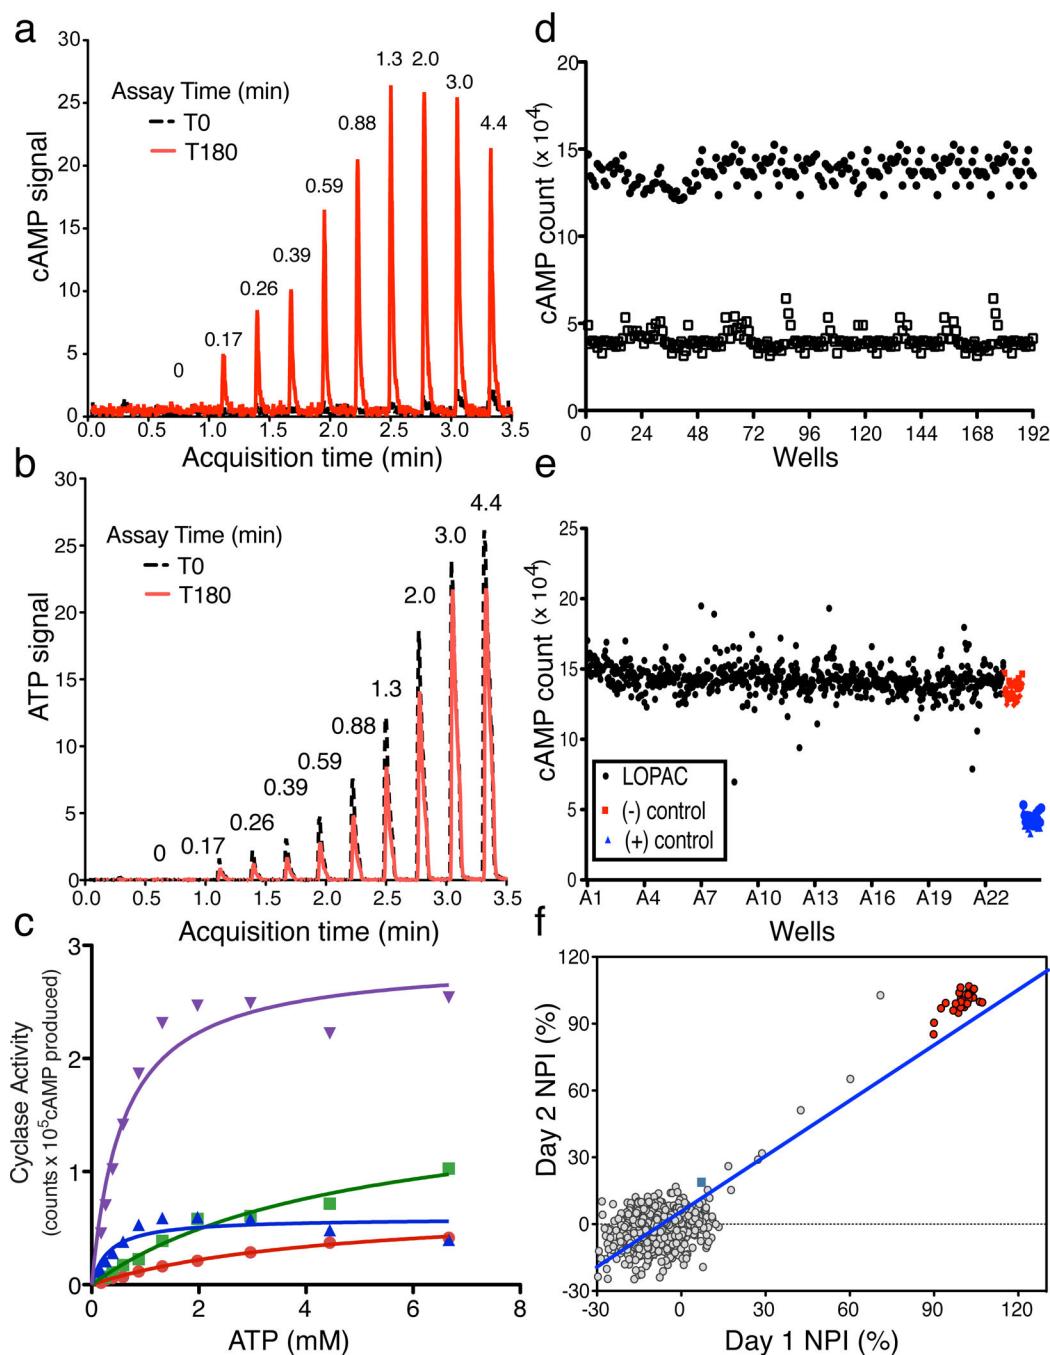 a
30
25
20
15
10
5
0
cAMP signal
Assay Time (min)
T0
T180
0
0.17
0.26
0.39
0.59
0.88
1.3
2.0
3.0
4.4
0.0 0.5 1.0 1.5 2.0 2.5 3.0 3.5
Acquisition time (min)
b
30
25
20
15
10
5
0
ATP signal
Assay Time (min)
T0
T180
0
0.17
0.26
0.39
0.59
0.88
1.3
2.0
3.0
4.4
0.0 0.5 1.0 1.5 2.0 2.5 3.0 3.5
Acquisition time (min)
c
3
2
1
0
Cyclase Activity
(counts x 10⁵cAMP produced)
0 2 4 6 8
ATP (mM)
d
20
15
10
5
0
cAMP count (x 10⁴)
0 24 48 72 96 120 144 168 192
Wells
e
25
20
15
10
5
0
cAMP count (x 10⁴)
LOPAC
(-) control
(+) control
A1 A4 A7 A10 A13 A16 A19 A22
Wells
f
120
90
60
30
0
-30
Day 2 NPI (%)
-30 0 30 60 90 120
Day 1 NPI (%)